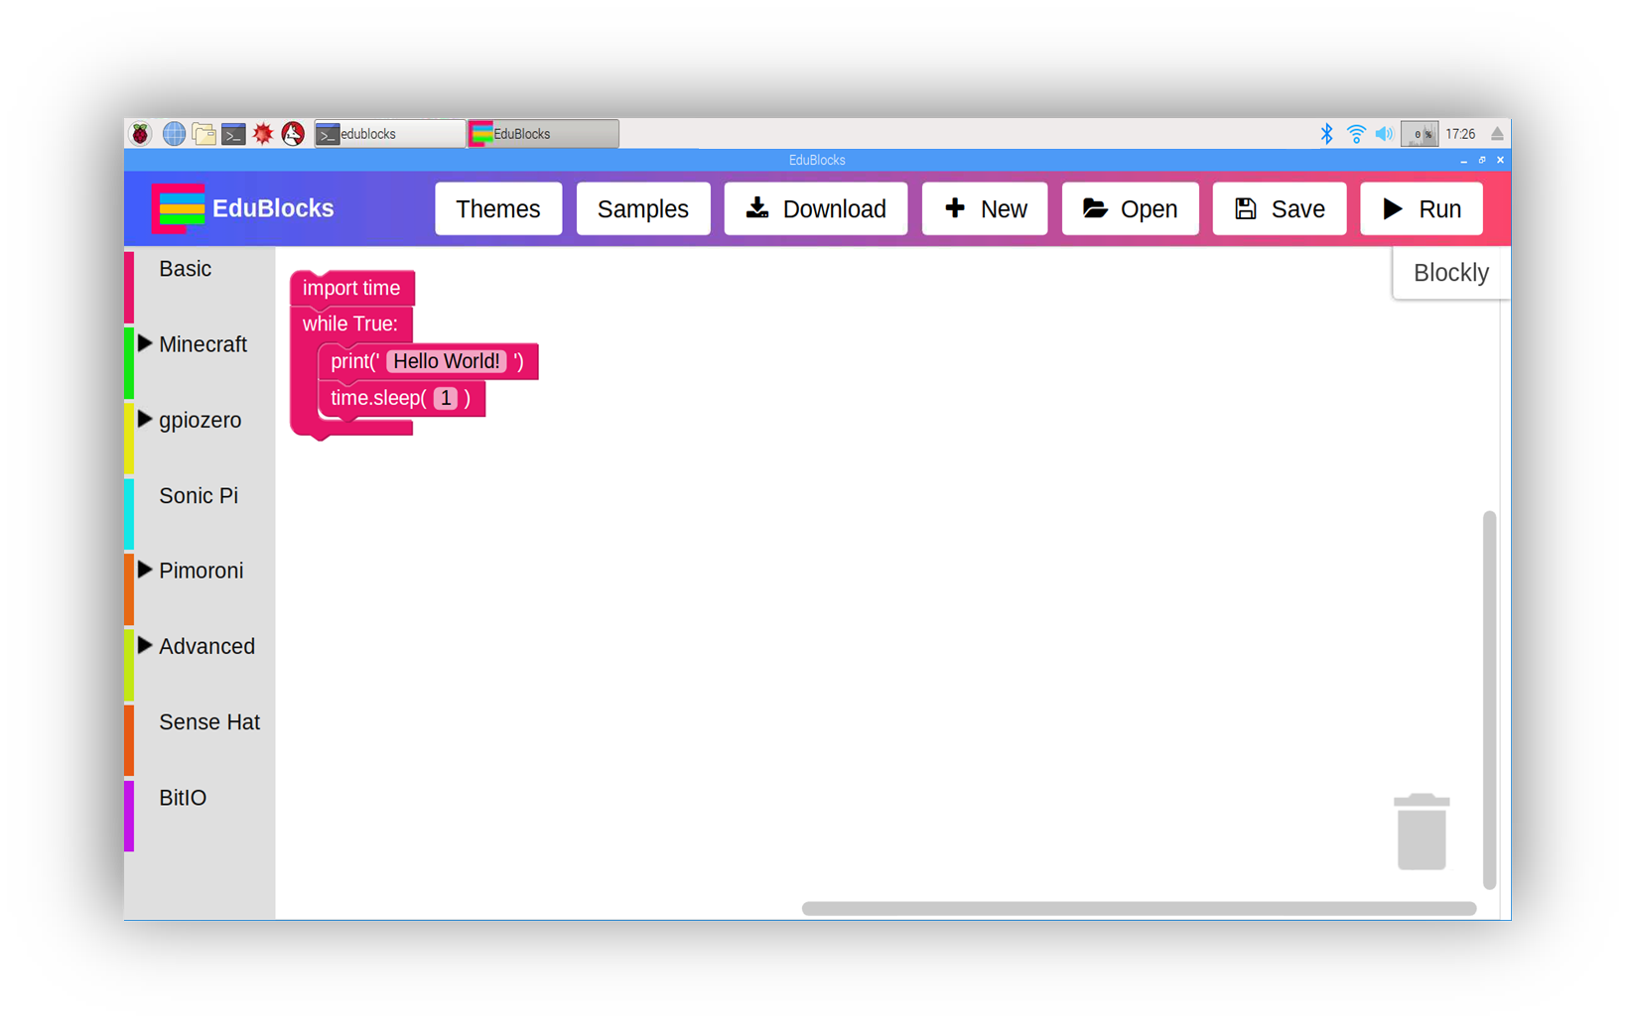 edublocks EduBlocks 0 % 17:26
EduBlocks
EduBlocks Themes Samples Download New Open Save Run
Blockly
Basic
Minecraft
gpiozero
Sonic Pi
Pimoroni
Advanced
Sense Hat
BitIO
import time
while True:
print(' Hello World! ')
time.sleep( 1 )